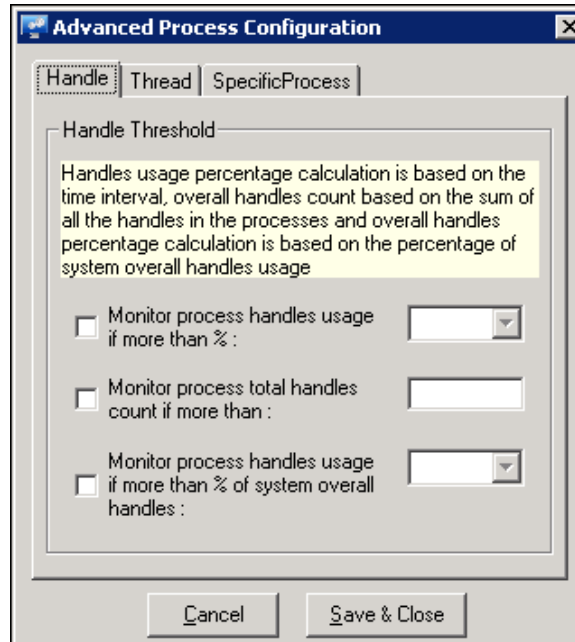 Advanced Process Configuration
Handle Thread SpecificProcess
Handle Threshold
Handles usage percentage calculation is based on the
time interval, overall handles count based on the sum of
all the handles in the processes and overall handles
percentage calculation is based on the percentage of
system overall handles usage
Monitor process handles usage
if more than % :
Monitor process total handles
count if more than :
Monitor process handles usage
if more than % of system overall
handles :
Cancel Save & Close